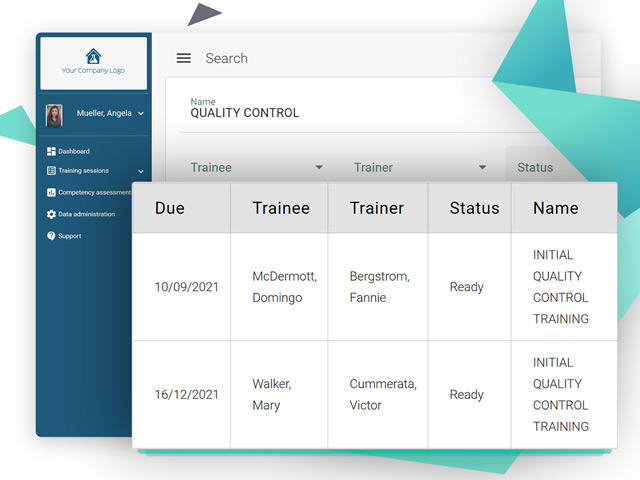 Your Company Logo
Mueller, Angela
Dashboard
Training sessions
Competency assessment
Data administration
Support
Search
Name
QUALITY CONTROL
Trainee
Trainer
Status
Due Trainee Trainer Status Name
10/09/2021
McDermott,
Domingo
Bergstrom,
Fannie
Ready
INITIAL
QUALITY
CONTROL
TRAINING
16/12/2021
Walker,
Mary
Cummerata,
Victor
Ready
INITIAL
QUALITY
CONTROL
TRAINING